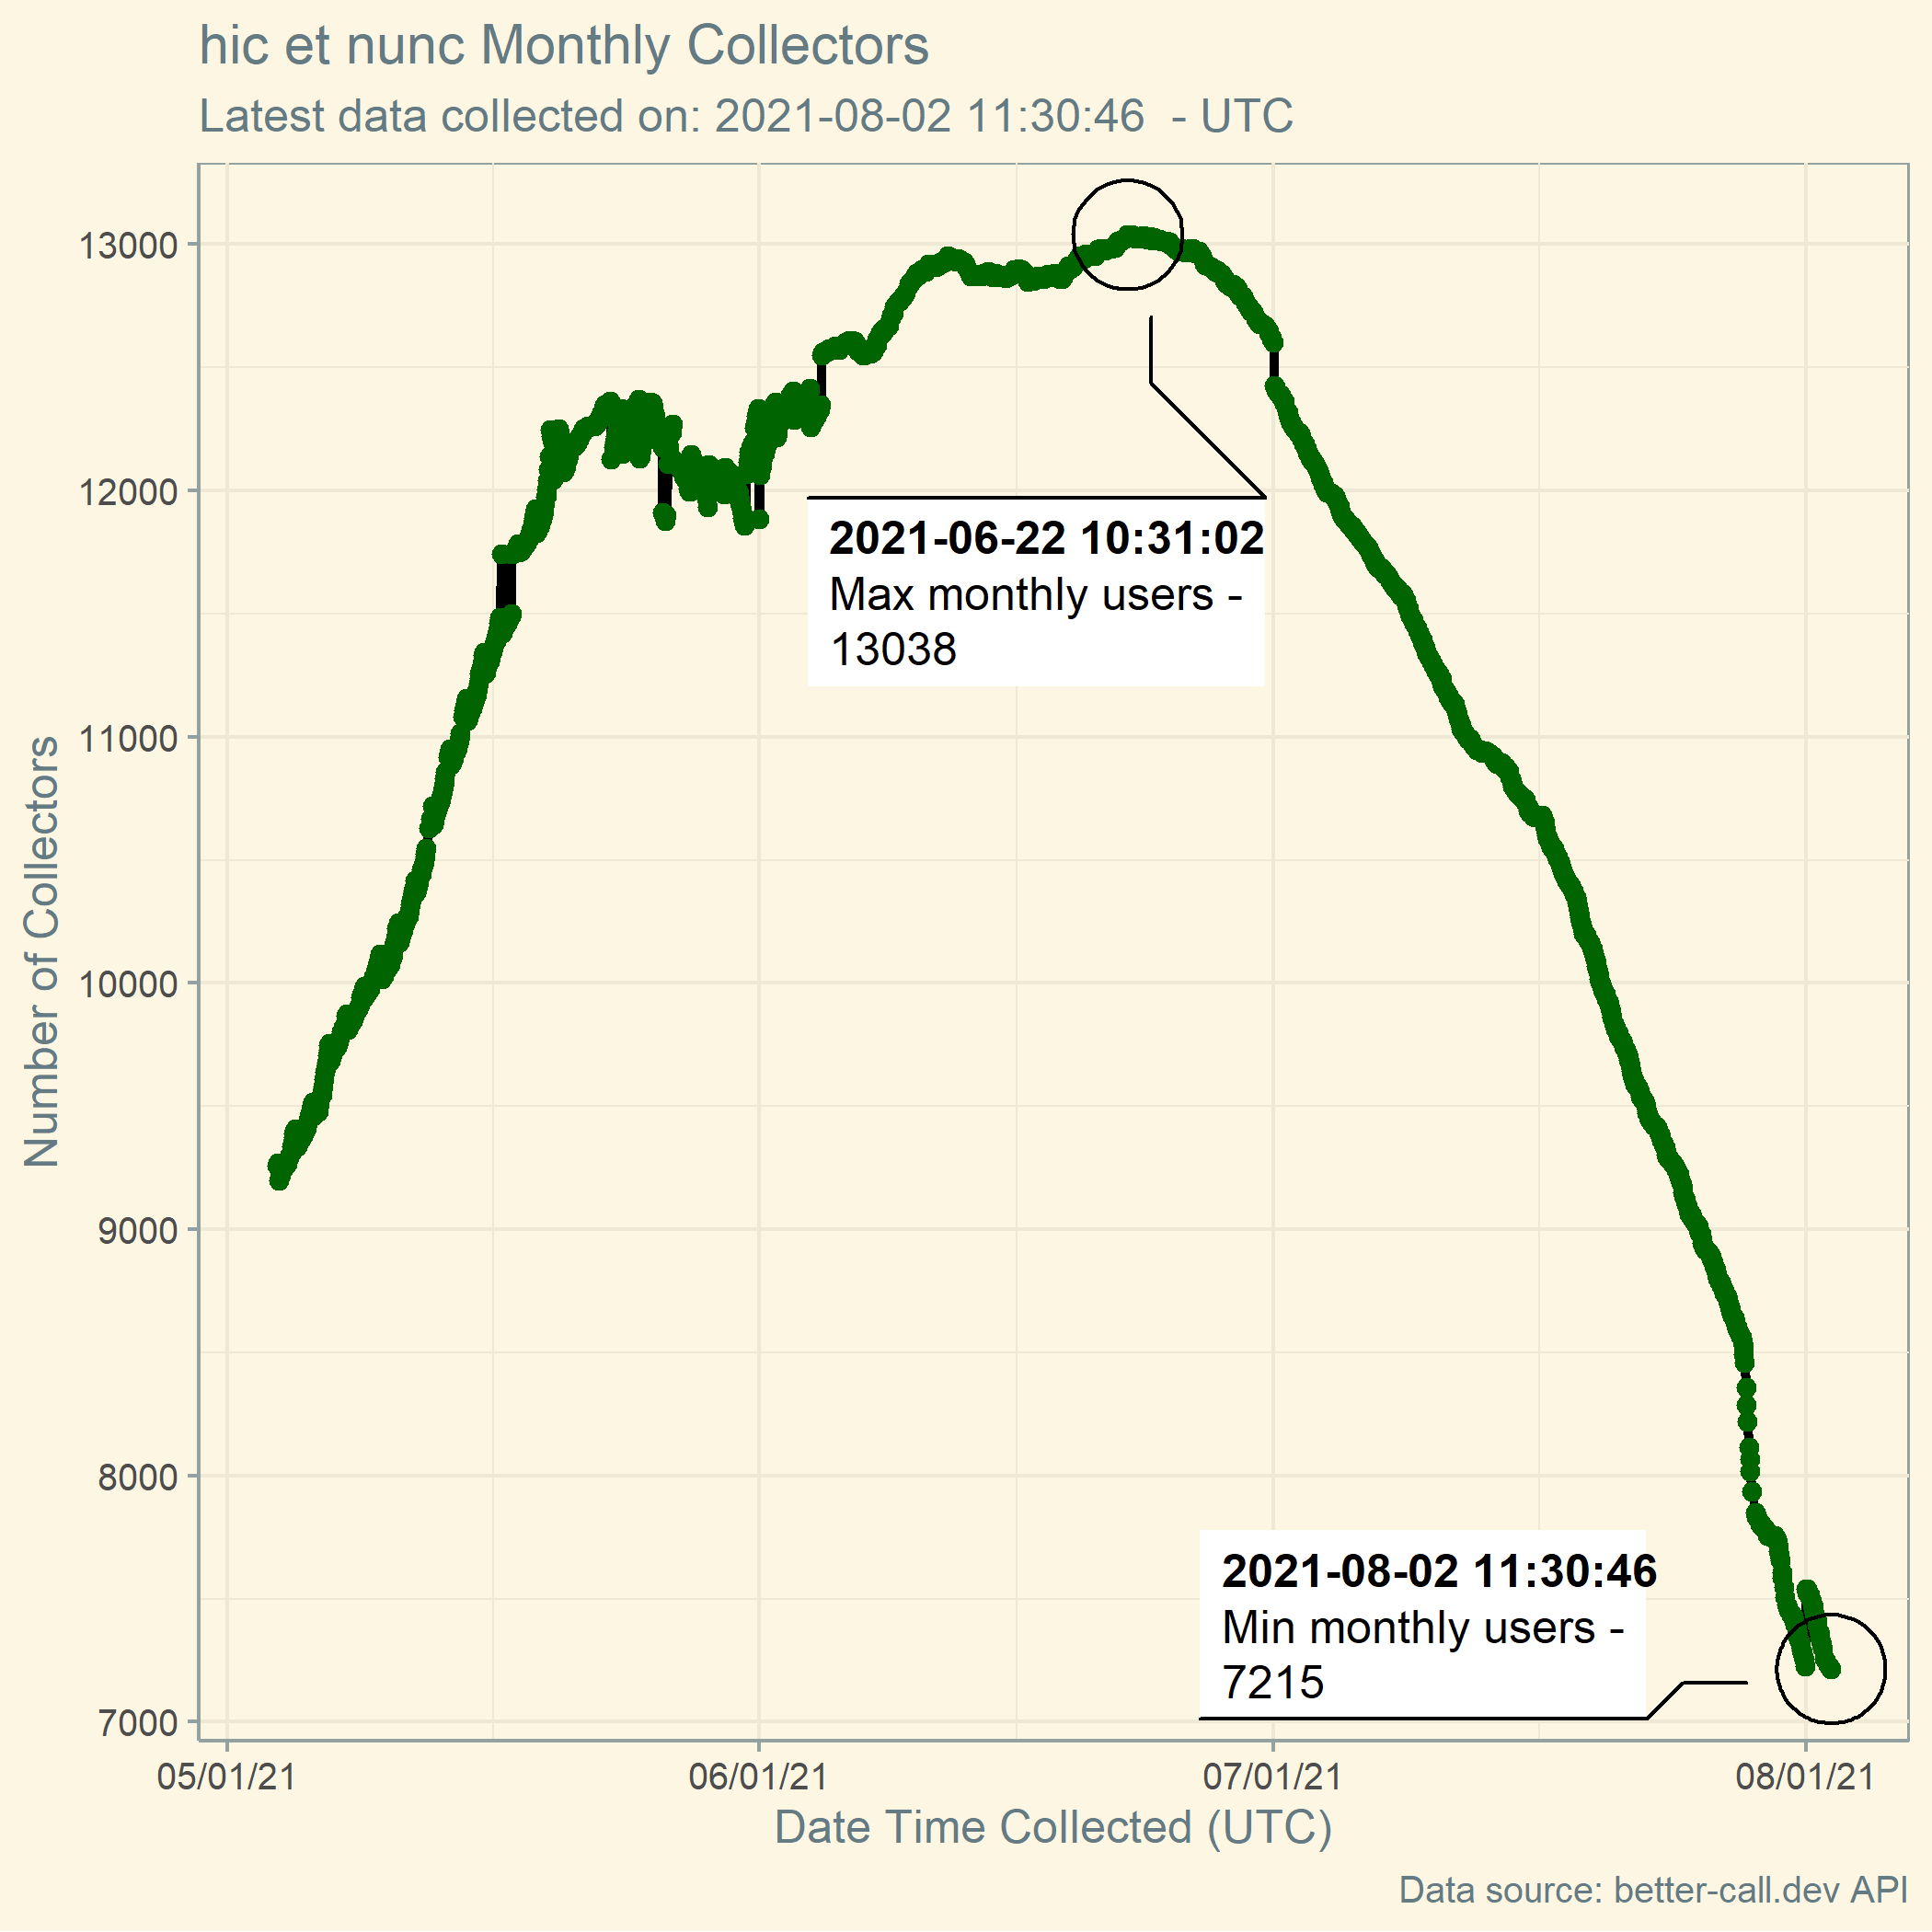 hic et nunc Monthly Collectors
Latest data collected on: 2021-08-02 11:30:46  - UTC
Number of Collectors
13000
12000
11000
10000
9000
8000
7000
2021-06-22 10:31:02
Max monthly users -
13038
2021-08-02 11:30:46
Min monthly users -
7215
05/01/21
06/01/21
07/01/21
08/01/21
Date Time Collected (UTC)
Data source: better-call.dev API